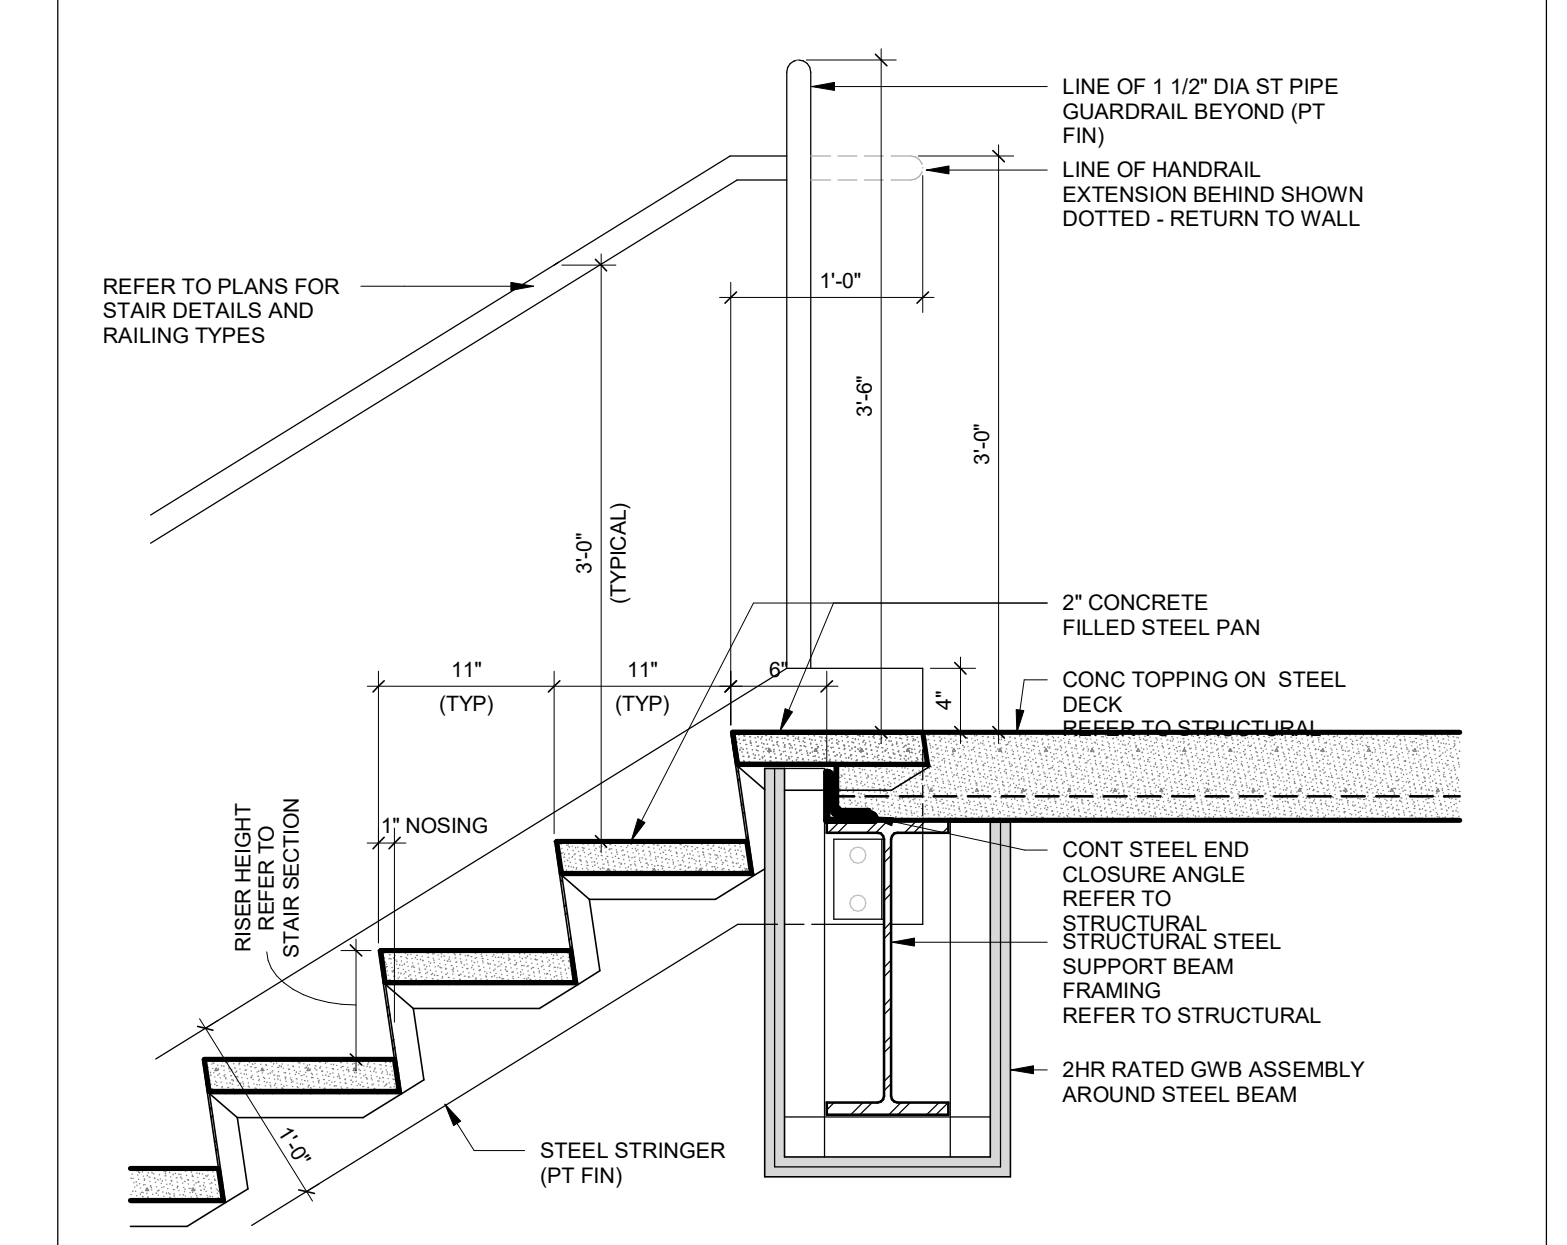 LINE OF 1 1/2" DIA ST PIPE
GUARDRAIL BEYOND (PT
FIN)
LINE OF HANDRAIL
EXTENSION BEHIND SHOWN
DOTTED - RETURN TO WALL
REFER TO PLANS FOR
STAIR DETAILS AND
RAILING TYPES
1'-0"
3'-6"
3'-0"
3'-0"
(TYPICAL)
2" CONCRETE
FILLED STEEL PAN
11"
(TYP)
11"
(TYP)
6"
4"
CONC TOPPING ON STEEL
DECK
REFER TO STRUCTURAL
1" NOSING
RISER HEIGHT
REFER TO
STAIR SECTION
CONT STEEL END
CLOSURE ANGLE
REFER TO
STRUCTURAL
STRUCTURAL STEEL
SUPPORT BEAM
FRAMING
REFER TO STRUCTURAL
2HR RATED GWB ASSEMBLY
AROUND STEEL BEAM
1'-0"
STEEL STRINGER
(PT FIN)